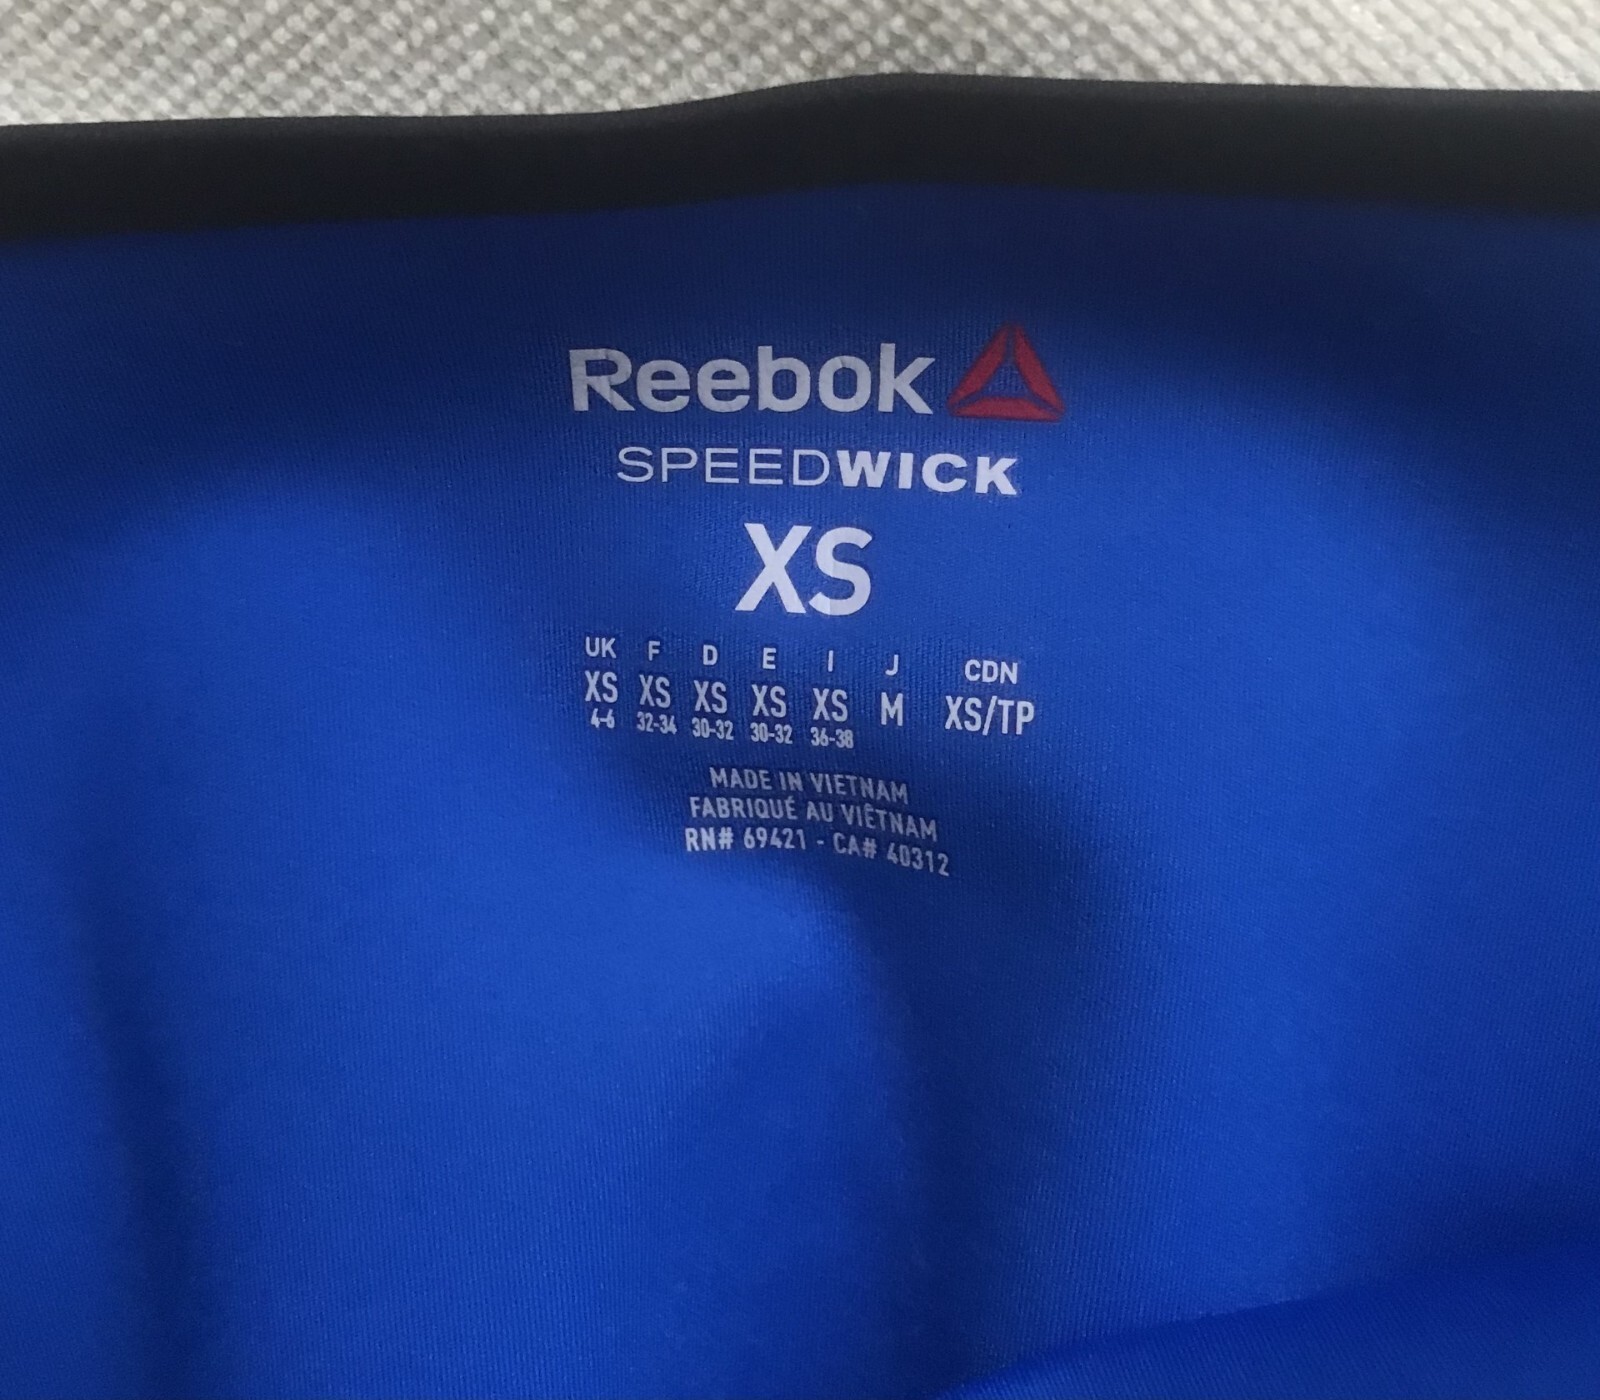 Reebok
SPEEDWICK
XS
UK F D E I J CDN
XS XS XS XS XS M XS/TP
4-6 32-34 30-32 30-32 36-38
MADE IN VIETNAM
FABRIQUÉ AU VIÊTNAM
RN# 69421 - CA# 40312